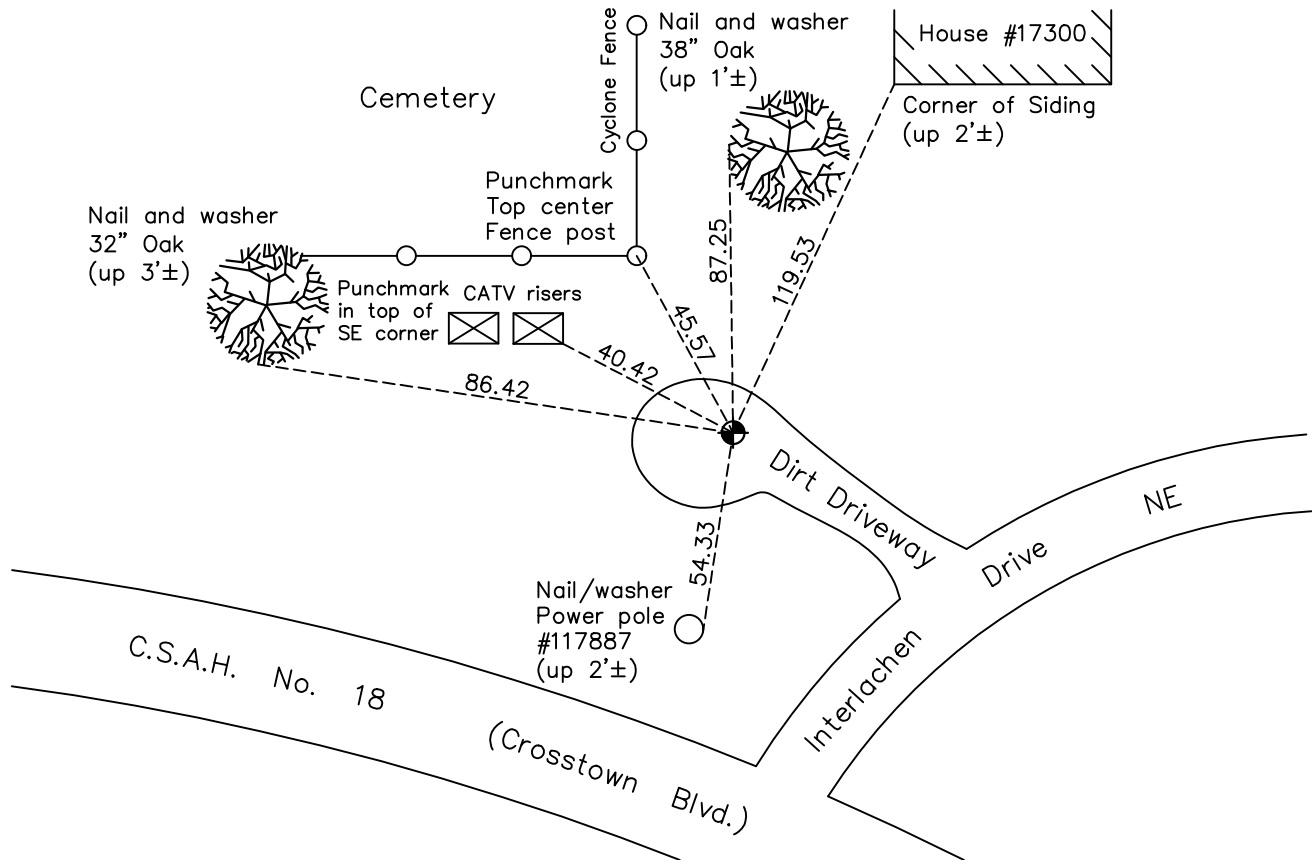 Cyclone Fence
Nail and washer
38” Oak
(up 1’±)
House #17300
Cemetery
Corner of Siding
(up 2’±)
Punchmark
Top center
Fence post
Nail and washer
32” Oak
(up 3’±)
87.25
119.53
Punchmark
in top of
SE corner
CATV risers
45.57
40.42
86.42
Dirt Driveway
NE
Drive
54.33
Nail/washer
Power pole
#117887
(up 2’±)
C.S.A.H. No. 18
Interlachen
(Crosstown Blvd.)